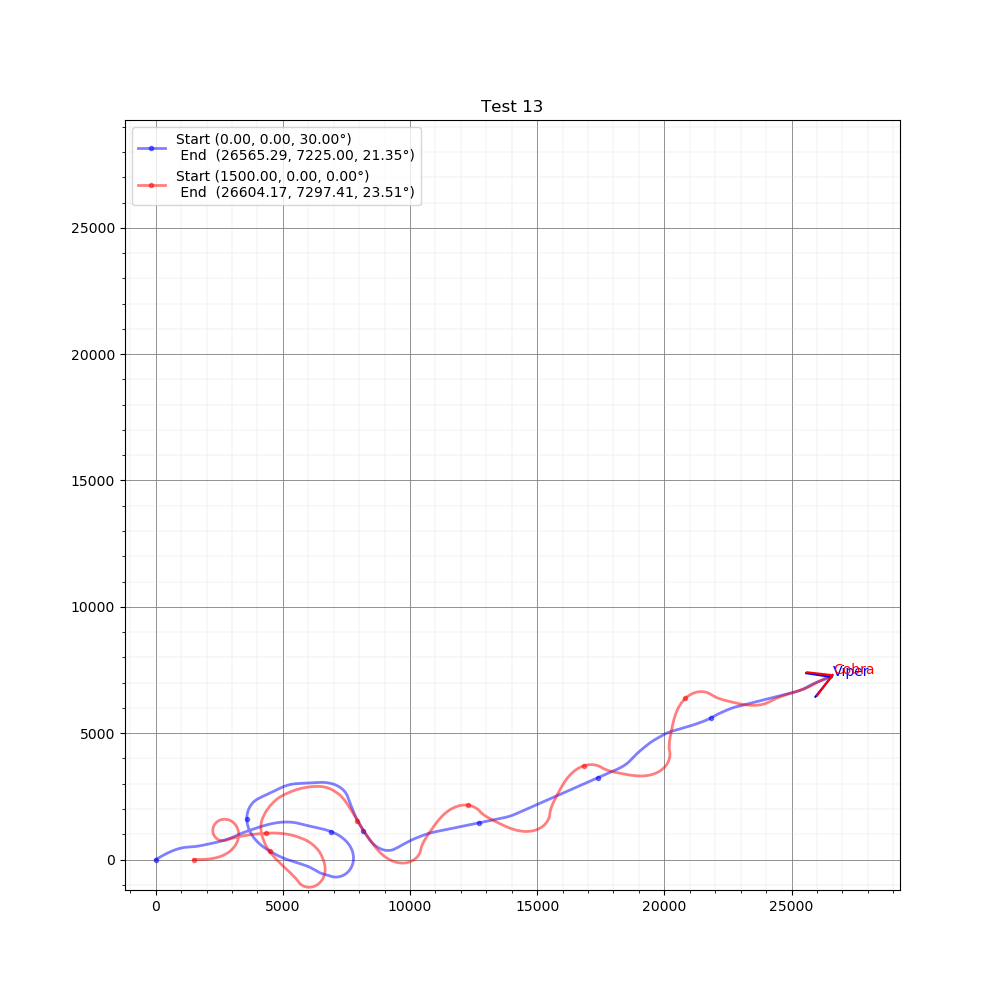 Test 13
Start (0.00, 0.00, 30.00°)
End (26565.29, 7225.00, 21.35°)
Start (1500.00, 0.00, 0.00°)
End (26604.17, 7297.41, 23.51°)
25000
20000
15000
10000
5000
0
Cobra
Viper
0 5000 10000 15000 20000 25000